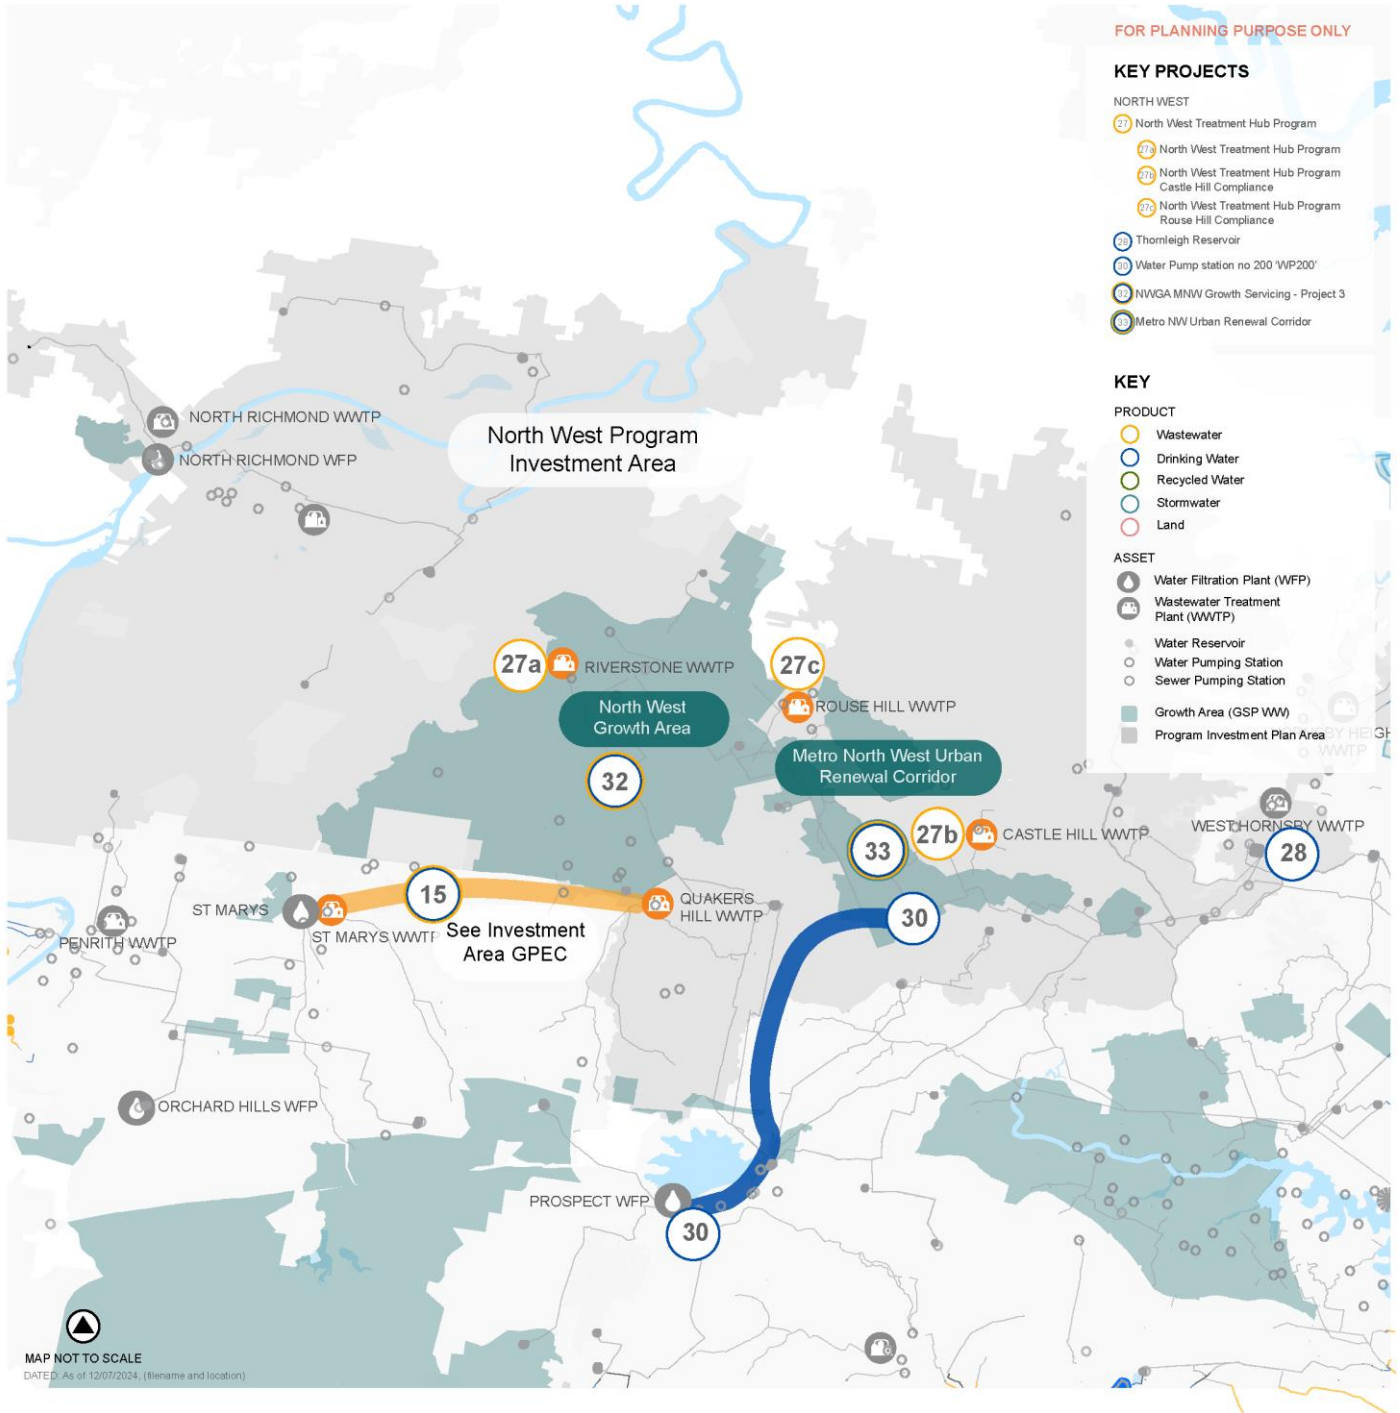 FOR PLANNING PURPOSE ONLY
KEY PROJECTS
NORTH WEST
27 North West Treatment Hub Program
27a North West Treatment Hub Program
27b North West Treatment Hub Program
Castle Hill Compliance
27c North West Treatment Hub Program
Rouse Hill Compliance
28 Thornleigh Reservoir
30 Water Pump station no 200 'WP200'
32 NWGA MNW Growth Servicing - Project 3
33 Metro NW Urban Renewal Corridor
KEY
PRODUCT
Wastewater
Drinking Water
Recycled Water
Stormwater
Land
ASSET
Water Filtration Plant (WFP)
Wastewater Treatment
Plant (WWTP)
Water Reservoir
Water Pumping Station
Sewer Pumping Station
Growth Area (GSP WW)
Program Investment Plan Area
WWTP
NORTH RICHMOND WWTP
NORTH RICHMOND WFP
North West Program
Investment Area
27a
RIVERSTONE WWTP
27c
ROUSE HILL WWTP
North West
Growth Area
32
Metro North West Urban
Renewal Corridor
33
27b
CASTLE HILL WWTP
WEST HORNSBY WWTP
28
15
ST MARYS
ST MARYS WWTP
PENRITH WWTP
See Investment
Area GPEC
QUAKERS
HILL WWTP
30
ORCHARD HILLS WFP
PROSPECT WFP
30
MAP NOT TO SCALE
DATED: As of 12/07/2024, (filename and location)